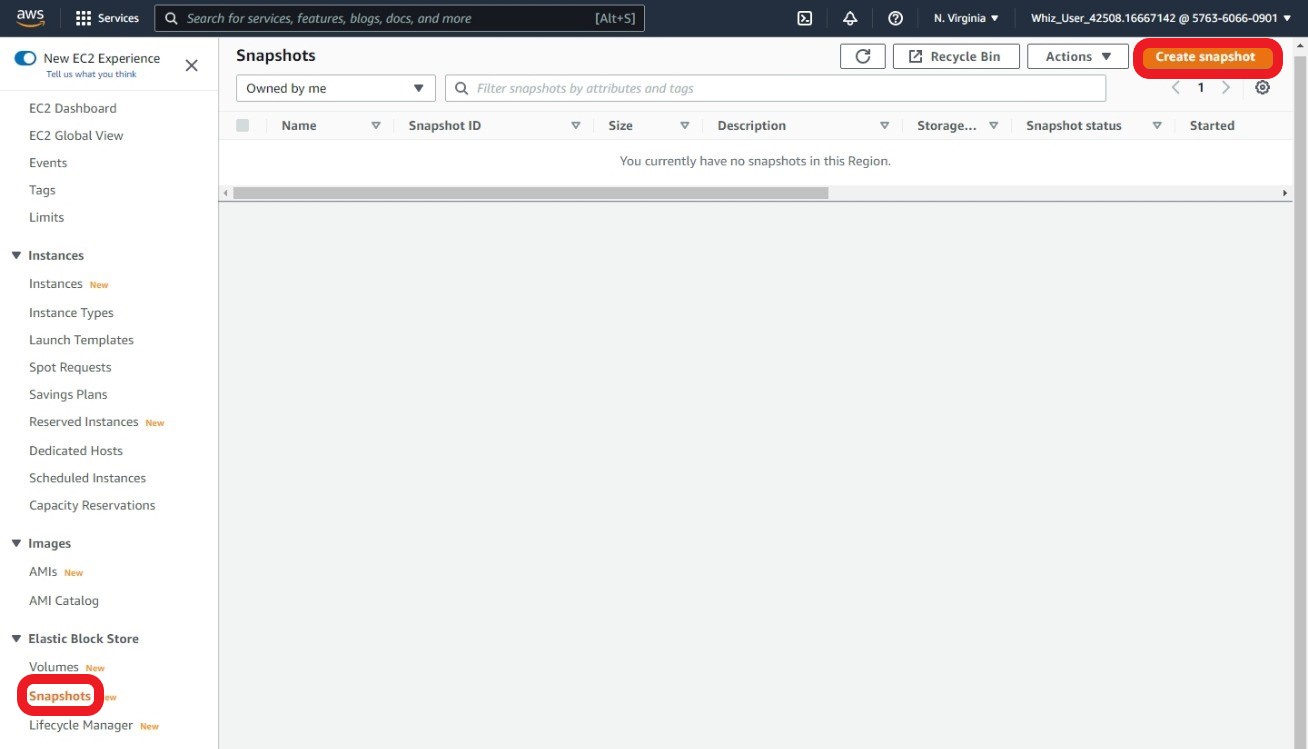 aws Services Search for services, features, blogs, docs, and more [Alt+S] N. Virginia Whiz_User_42508.16667142 @ 5763-6066-0901
New EC2 Experience
Tell us what you think
EC2 Dashboard
EC2 Global View
Events
Tags
Limits
Instances
Instances New
Instance Types
Launch Templates
Spot Requests
Savings Plans
Reserved Instances New
Dedicated Hosts
Scheduled Instances
Capacity Reservations
Images
AMIs New
AMI Catalog
Elastic Block Store
Volumes New
Snapshots
Lifecycle Manager New
Snapshots Recycle Bin Actions Create snapshot
Owned by me Filter snapshots by attributes and tags 1
Name Snapshot ID Size Description Storage... Snapshot status Started
You currently have no snapshots in this Region.